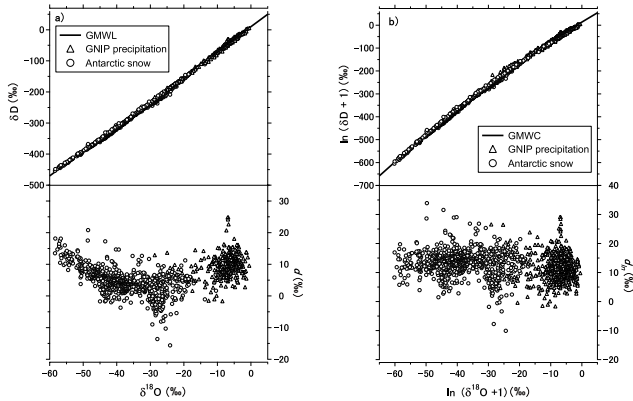 a)
GMWL
GNIP precipitation
Antarctic snow
δD (‰)
0
−100
−200
−300
−400
−500
30
20
10
0
−10
−20
d (‰)
−60 −50 −40 −30 −20 −10 0
δ¹⁸O (‰)
b)
GMWC
GNIP precipitation
Antarctic snow
ln (δD + 1) (‰)
0
−100
−200
−300
−400
−500
−600
−700
40
30
20
10
0
−10
−20
dₗₙ (‰)
−60 −50 −40 −30 −20 −10 0
ln (δ¹⁸O +1) (‰)